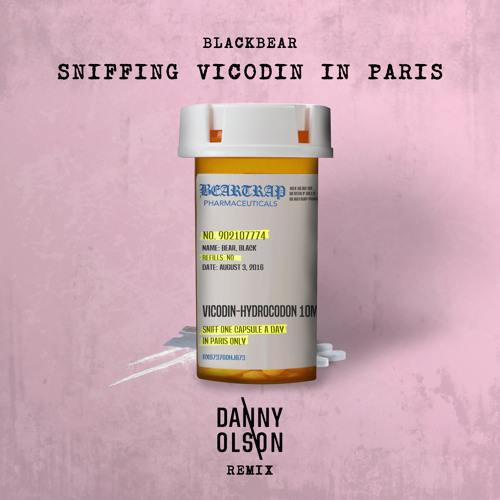 BLACKBEAR
SNIFFING VICODIN IN PARIS
BEARTRAP
PHARMACEUTICALS
NO. 902107774
NAME: BEAR, BLACK
REFILLS, NO
DATE: AUGUST 3, 2016
VICODIN-HYDROCODON 10M
SNIFF ONE CAPSULE A DAY
IN PARIS ONLY
DANNY
OLSON
REMIX